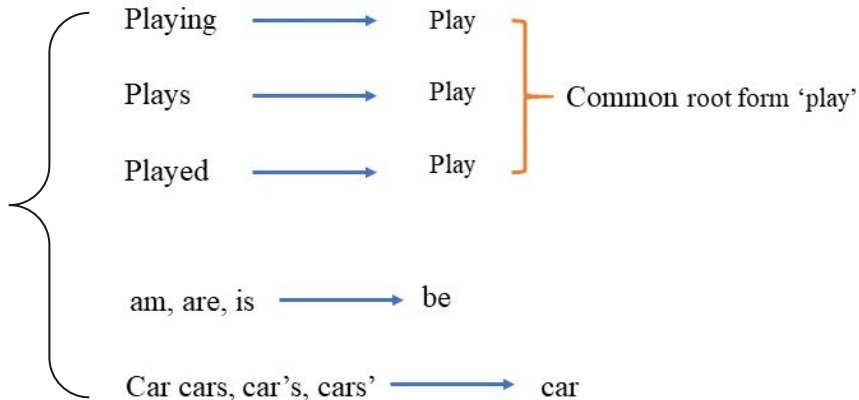 Playing Play
Plays Play Common root form ‘play’
Played Play
am, are, is be
Car cars, car’s, cars’ car